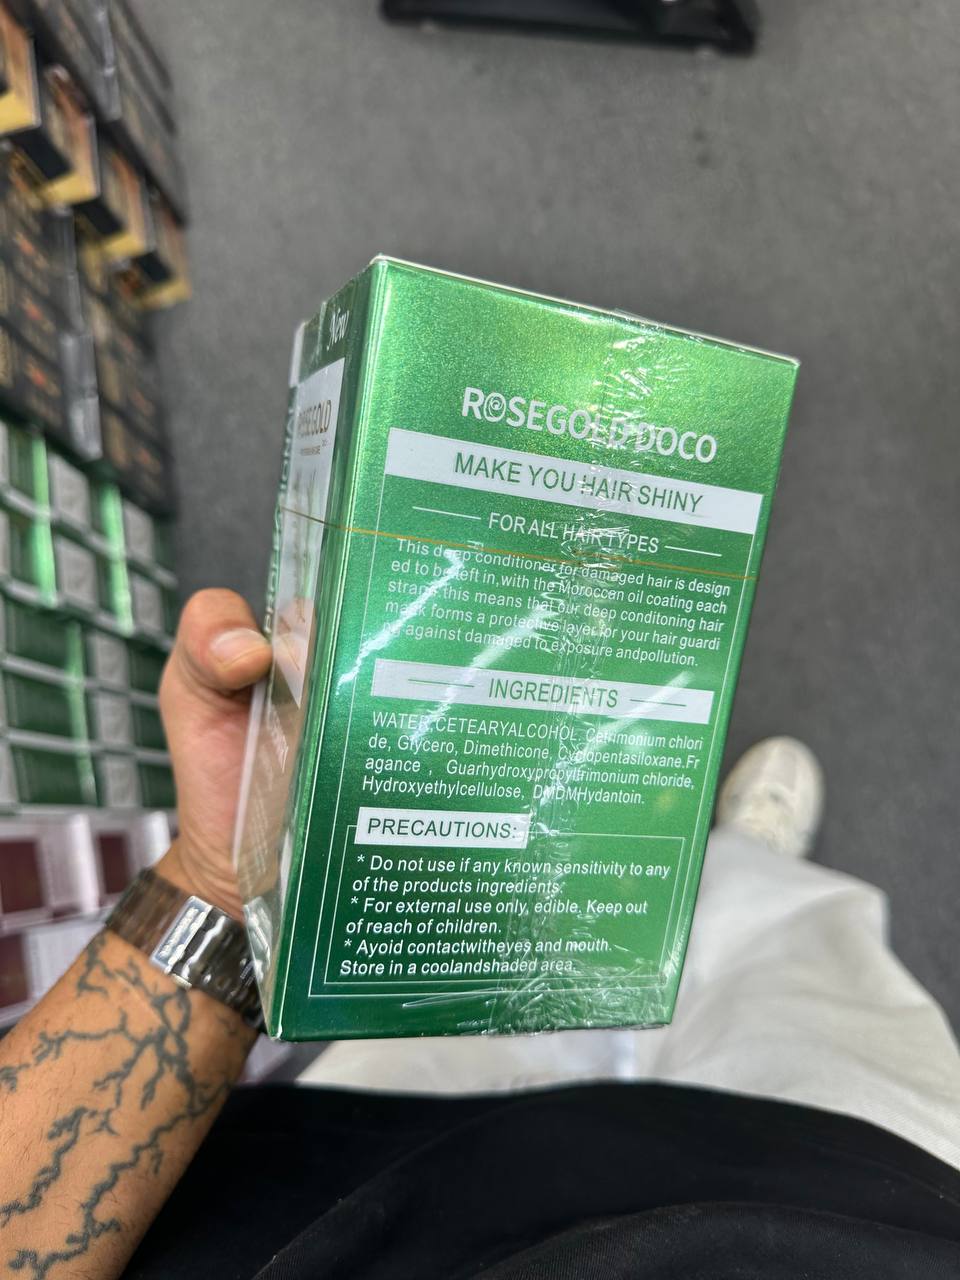 New
ROSEGOLD
ROSEGOLD DOCO
MAKE YOU HAIR SHINY
FOR ALL HAIR TYPES
This deep conditioner for damaged hair is design
ed to be left in,with the Moroccan oil coating each
strans this means that our deep conditoning hair
mask forms a protective layer for your hair guardi
ng against damaged to exposure andpollution.
INGREDIENTS
WATER,CETEARYALCOHOL, Cetrimonium chlori
de, Glycero, Dimethicone, Cyclopentasiloxane.Fr
agance , Guarhydroxypropyltrimonium chloride,
Hydroxyethylcellulose, DMDMHydantoin.
PRECAUTIONS:
* Do not use if any known sensitivity to any
of the products ingredients.
* For external use only, edible. Keep out
of reach of children.
* Ayoid contactwitheyes and mouth.
Store in a coolandshaded area.